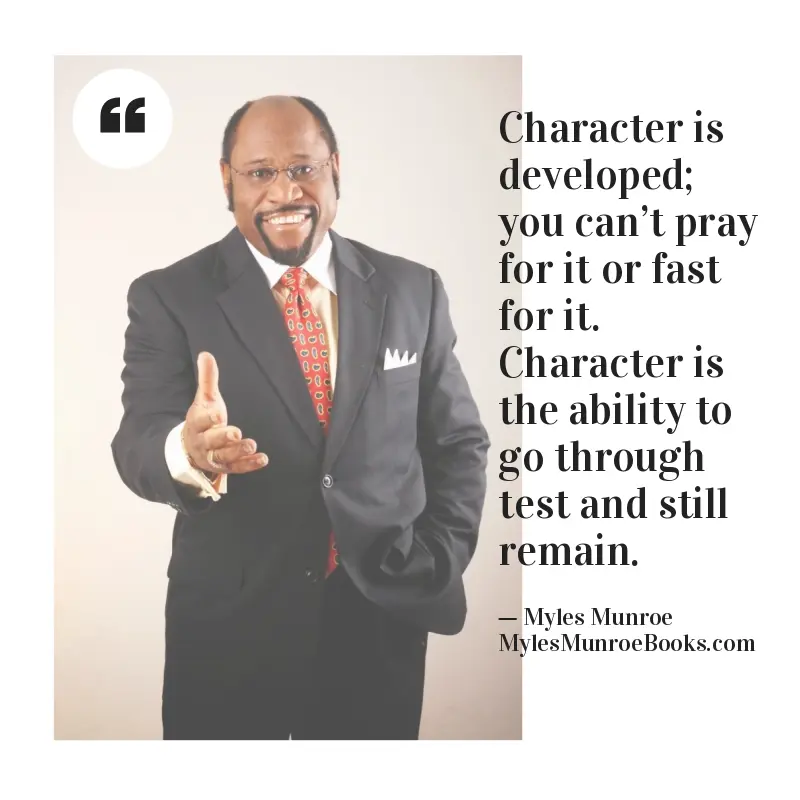 ❝
Character is
developed;
you can’t pray
for it or fast
for it.
Character is
the ability to
go through
test and still
remain.
— Myles Munroe
MylesMunroeBooks.com